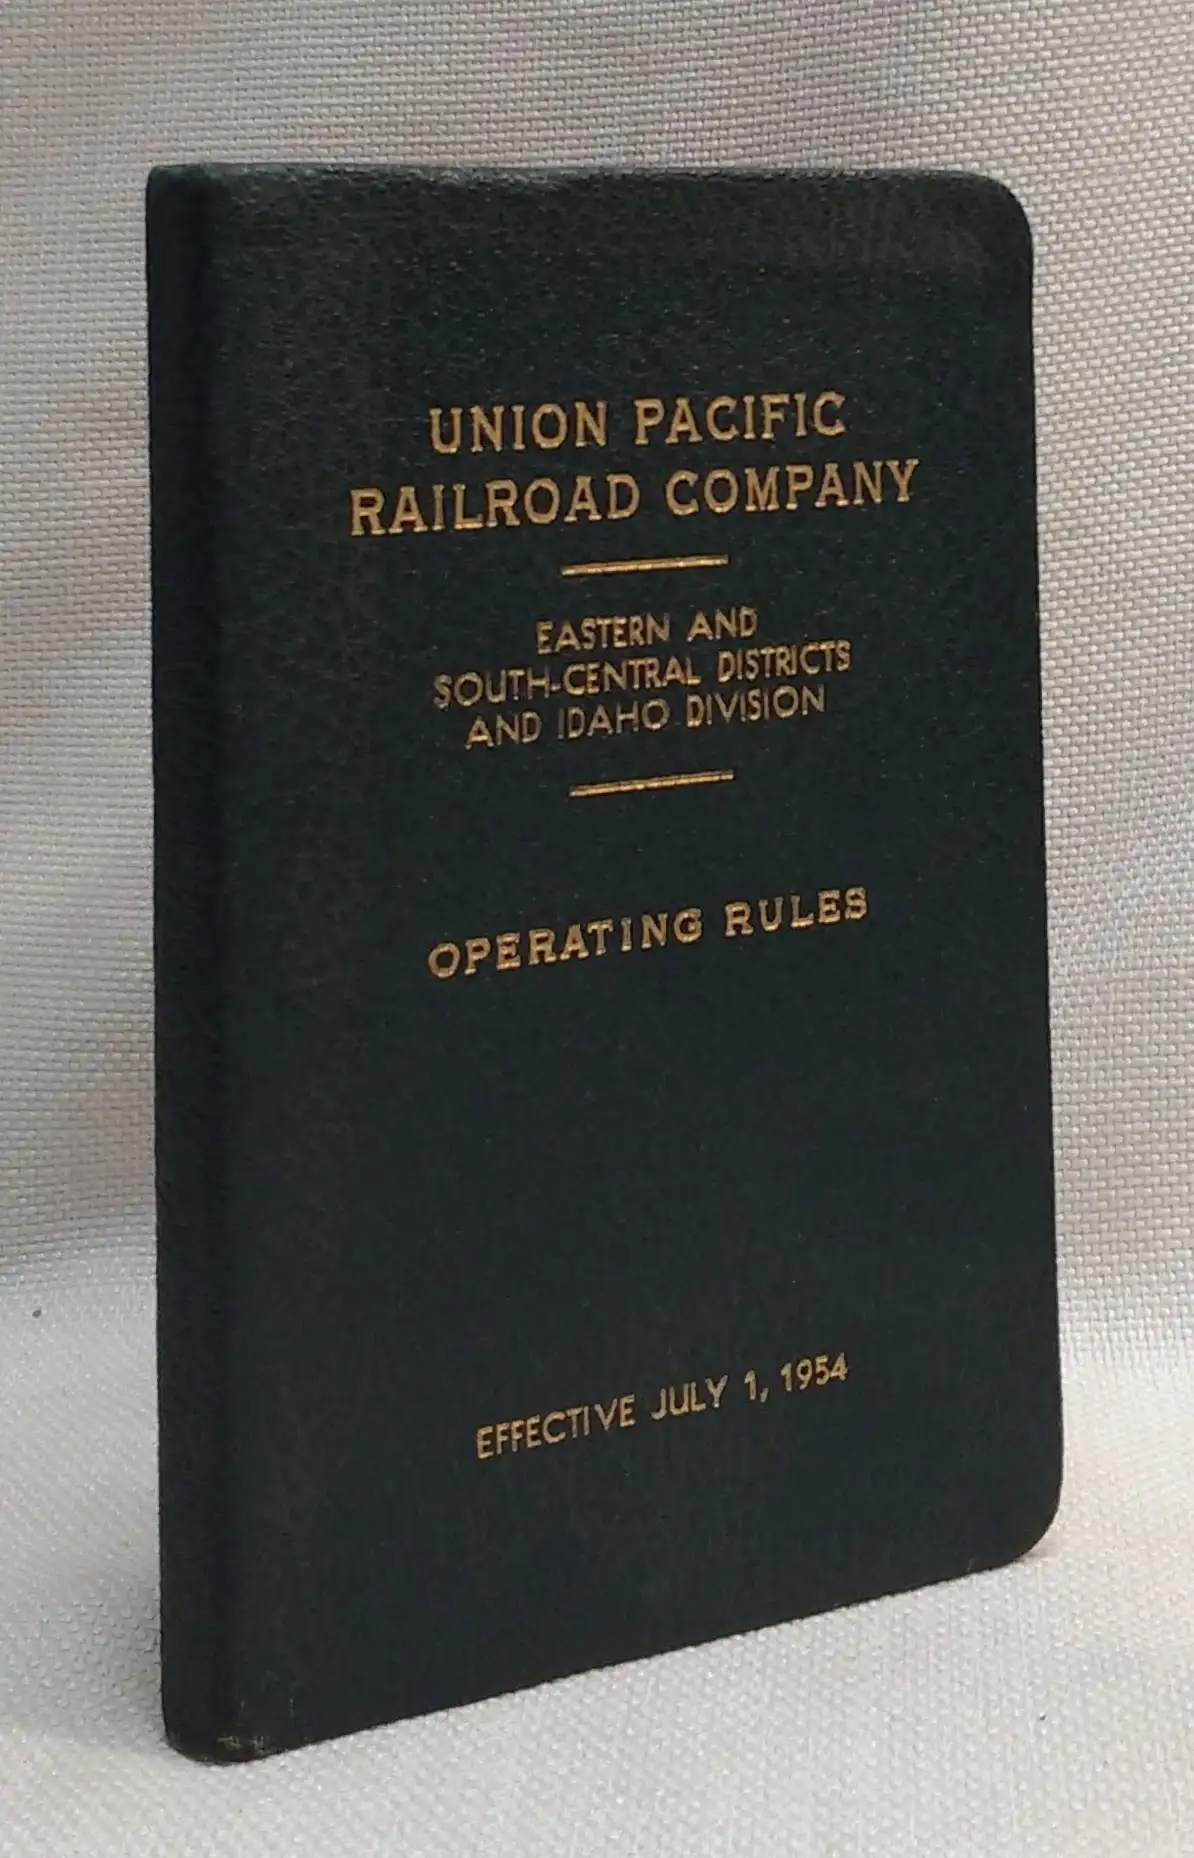 UNION PACIFIC
RAILROAD COMPANY
EASTERN AND
SOUTH-CENTRAL DISTRICTS
AND IDAHO DIVISION
OPERATING RULES
EFFECTIVE JULY 1, 1954